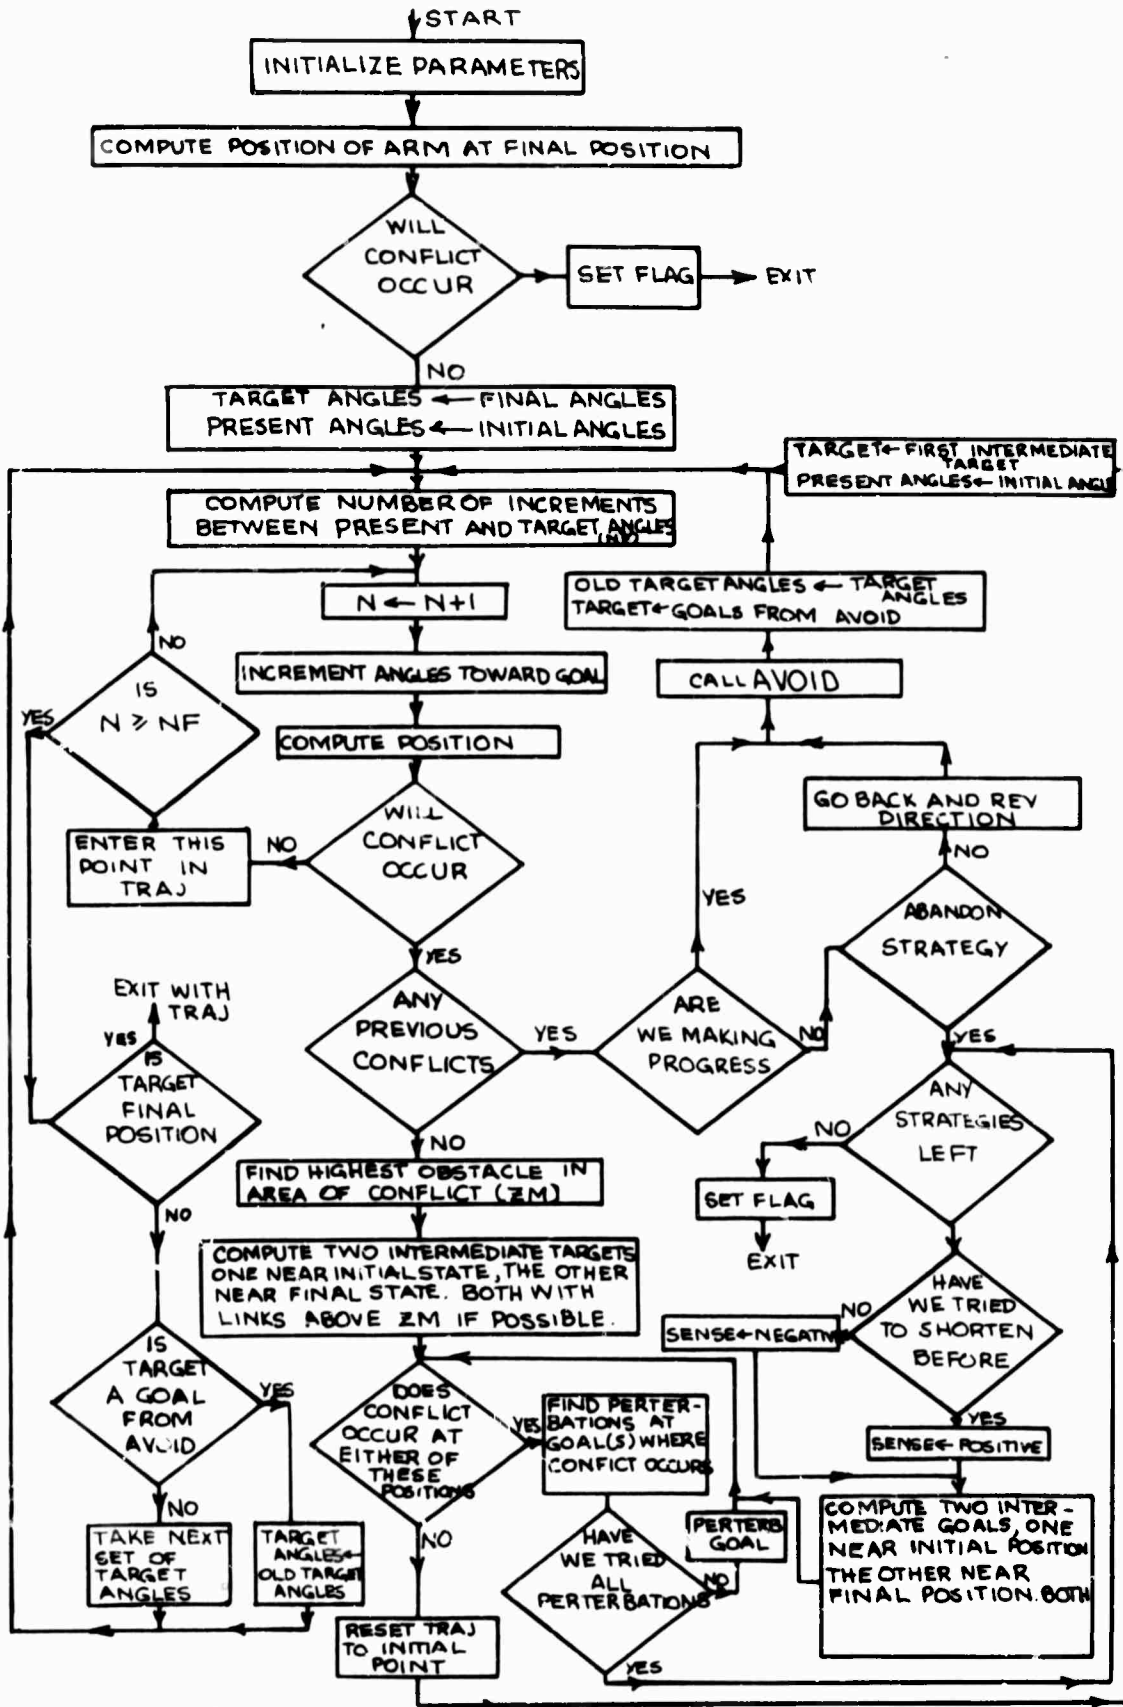 START
INITIALIZE PARAMETERS
COMPUTE POSITION OF ARM AT FINAL POSITION
WILL
CONFLICT
OCCUR
SET FLAG
EXIT
NO
TARGET ANGLES ← FINAL ANGLES
PRESENT ANGLES ← INITIAL ANGLES
TARGET ← FIRST INTERMEDIATE
TARGET
PRESENT ANGLES ← INITIAL ANGLE
COMPUTE NUMBER OF INCREMENTS
BETWEEN PRESENT AND TARGET ANGLES
OLD TARGET ANGLES ← TARGET
ANGLES
TARGET ← GOALS FROM AVOID
N ← N+1
NO
INCREMENT ANGLES TOWARD GOAL
CALL AVOID
IS
N ≥ NF
YES
COMPUTE POSITION
GO BACK AND REV
DIRECTION
WILL
CONFLICT
OCCUR
NO
ENTER THIS
POINT IN
TRAJ
NO
YES
ABANDON
STRATEGY
YES
EXIT WITH
TRAJ
YES
ANY
PREVIOUS
CONFLICTS
YES
ARE
WE MAKING
PROGRESS
NO
YES
IS
TARGET
FINAL
POSITION
ANY
STRATEGIES
LEFT
NO
NO
FIND HIGHEST OBSTACLE IN
AREA OF CONFLICT (ZM)
SET FLAG
EXIT
NO
COMPUTE TWO INTERMEDIATE TARGETS
ONE NEAR INITIAL STATE, THE OTHER
NEAR FINAL STATE. BOTH WITH
LINKS ABOVE ZM IF POSSIBLE.
HAVE
WE TRIED
TO SHORTEN
BEFORE
NO
SENSE ← NEGATIV
YES
IS
TARGET
A GOAL
FROM
AVOID
YES
DOES
CONFLICT
OCCUR AT
EITHER OF
THESE
POSITIONS
YES
FIND PERTER-
BATIONS AT
GOAL(S) WHERE
CONFICT OCCURS
SENSE ← POSITIVE
NO
TAKE NEXT
SET OF
TARGET
ANGLES
TARGET
ANGLES ←
OLD TARGET
ANGLES
NO
HAVE
WE TRIED
ALL
PERTERBATIONS
NO
PERTERB
GOAL
COMPUTE TWO INTER-
MEDIATE GOALS, ONE
NEAR INITIAL POSITION
THE OTHER NEAR
FINAL POSITION. BOTH
RESET TRAJ
TO INITIAL
POINT
YES